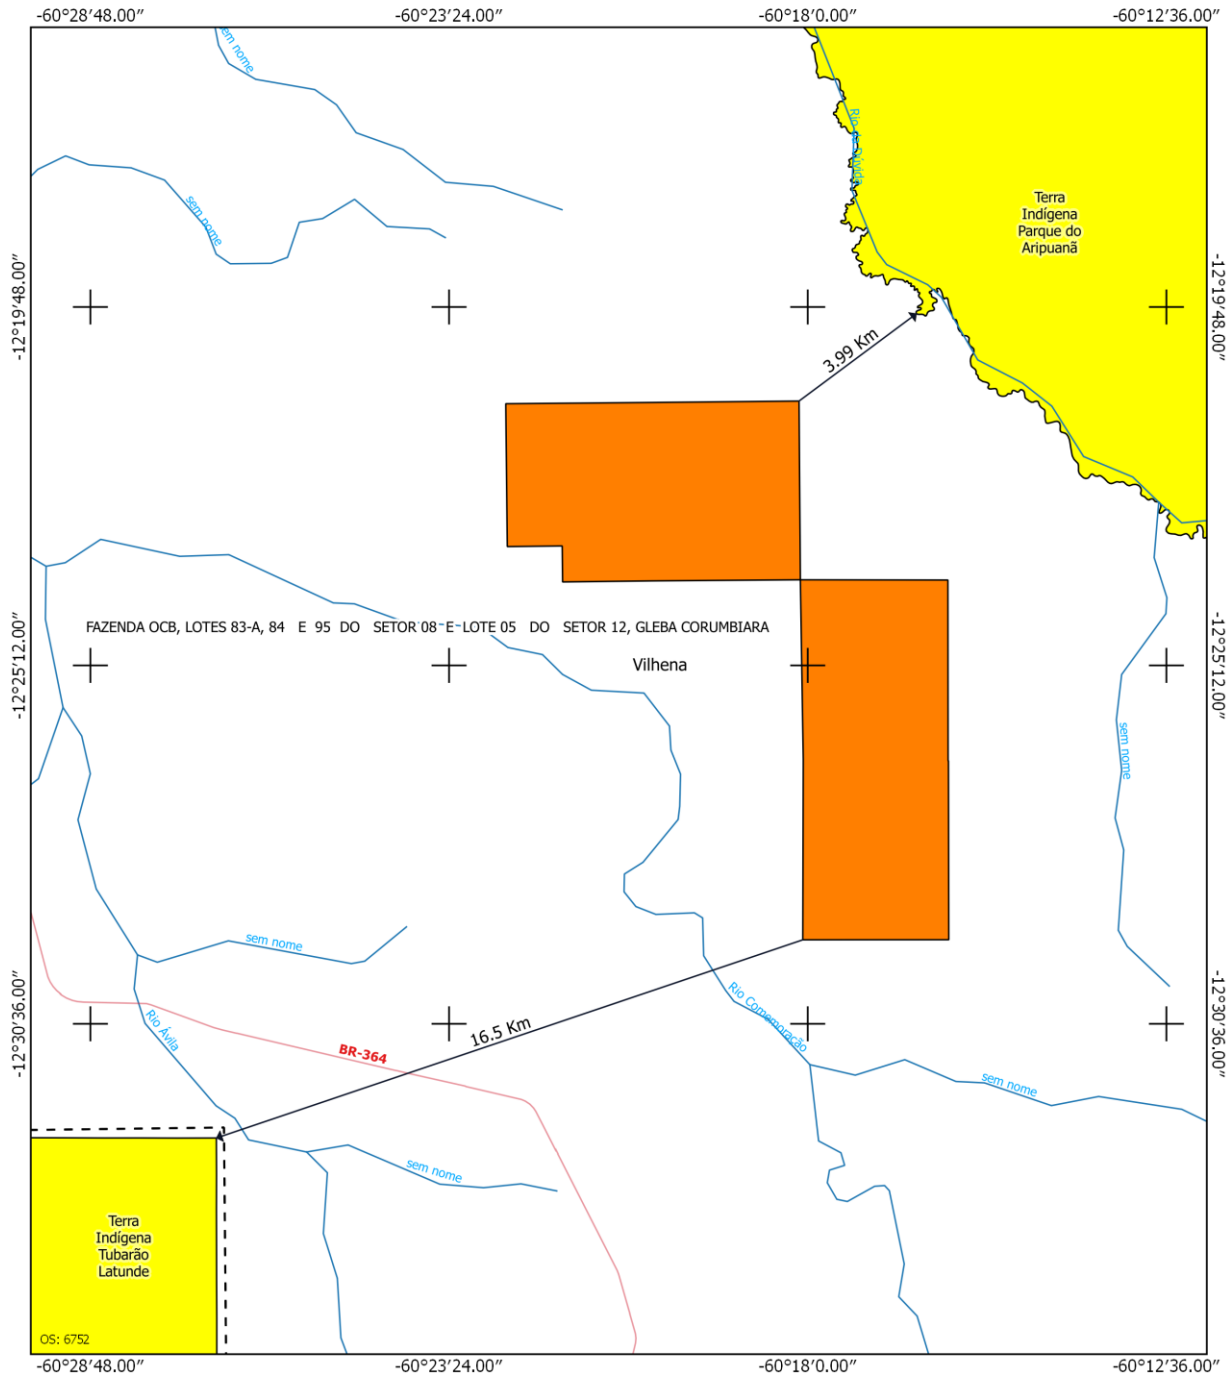 -60°28′48.00″ -60°23′24.00″ -60°18′0.00″ -60°12′36.00″
sem nome
Rio da Dúvida
sem nome
Terra
Indígena
Parque do
Aripuanã
-12°19′48.00″
-12°19′48.00″
3.99 Km
FAZENDA OCB, LOTES 83-A, 84 E 95 DO SETOR 08 E LOTE 05 DO SETOR 12, GLEBA CORUMBIARA
Vilhena
-12°25′12.00″
-12°25′12.00″
sem nome
sem nome
Rio Comemoração
Rio Ávila
16.5 Km
BR-364
-12°30′36.00″
-12°30′36.00″
sem nome
sem nome
Terra
Indígena
Tubarão
Latunde
OS: 6752
-60°28′48.00″ -60°23′24.00″ -60°18′0.00″ -60°12′36.00″